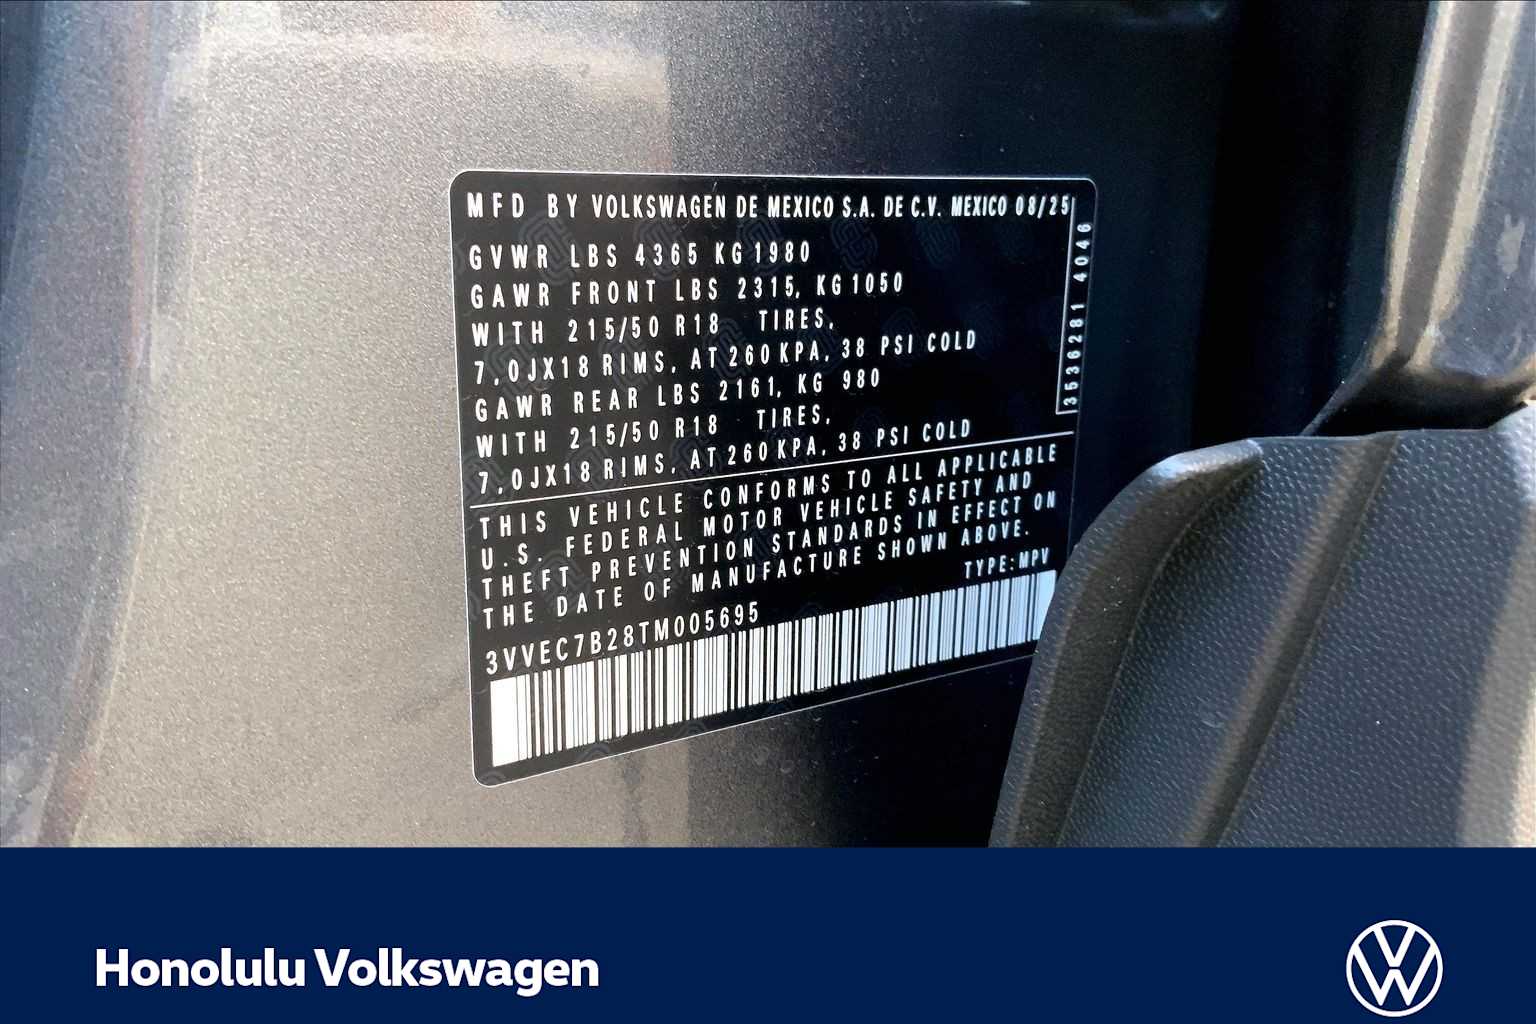 MFD BY VOLKSWAGEN DE MEXICO S.A. DE C.V. MEXICO 08/25
GVWR LBS 4365 KG 1980
GAWR FRONT LBS 2315, KG 1050
WITH 215/50 R18 TIRES,
7,0JX18 RIMS, AT 260 KPA, 38 PSI COLD
GAWR REAR LBS 2161, KG 980
WITH 215/50 R18 TIRES,
7,0JX18 RIMS, AT 260 KPA, 38 PSI COLD
3536281 4046
THIS VEHICLE CONFORMS TO ALL APPLICABLE
U.S. FEDERAL MOTOR VEHICLE SAFETY AND
THEFT PREVENTION STANDARDS IN EFFECT ON
THE DATE OF MANUFACTURE SHOWN ABOVE.
TYPE: MPV
3VVEC7B28TM005695
Honolulu Volkswagen